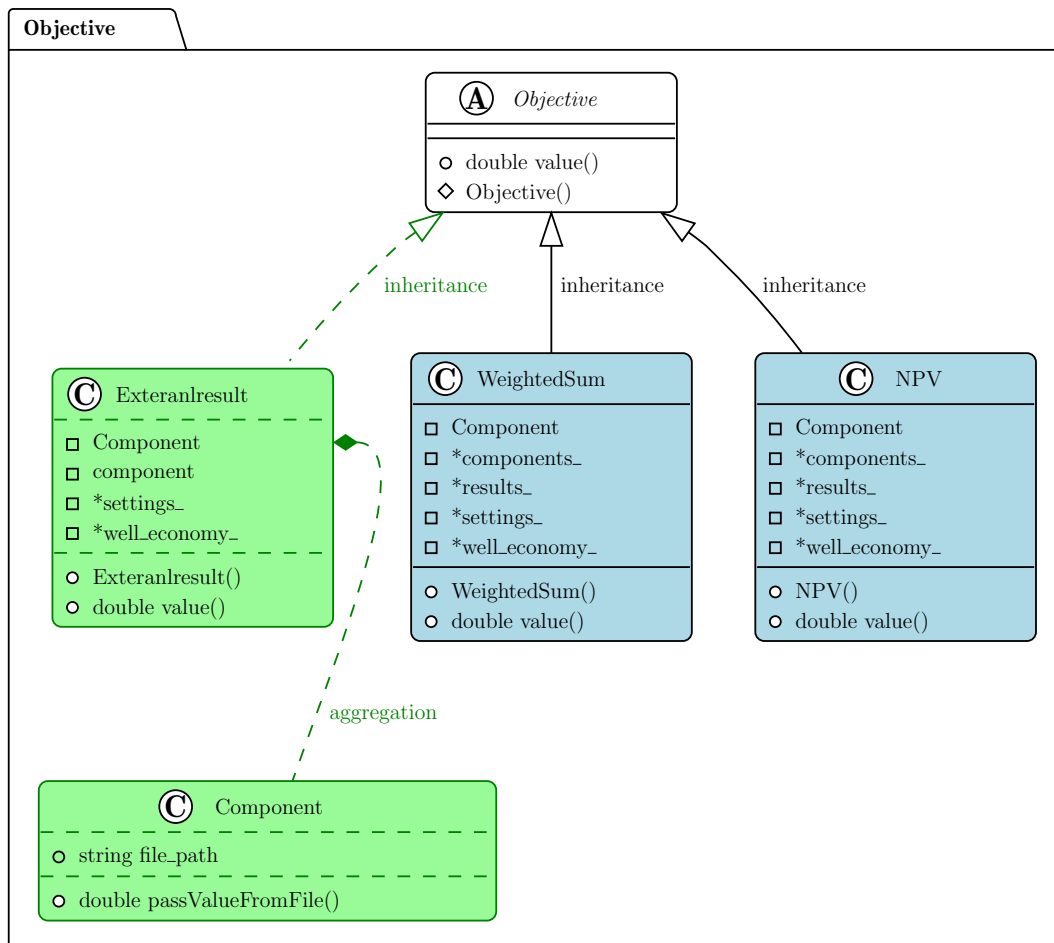 Objective
A Objective
double value()
Objective()
inheritance
inheritance
inheritance
C Exteranlresult
Component
component
*settings_
*well_economy_
Exteranlresult()
double value()
C WeightedSum
Component
*components_
*results_
*settings_
*well_economy_
WeightedSum()
double value()
C NPV
Component
*components_
*results_
*settings_
*well_economy_
NPV()
double value()
aggregation
C Component
string file_path
double passValueFromFile()